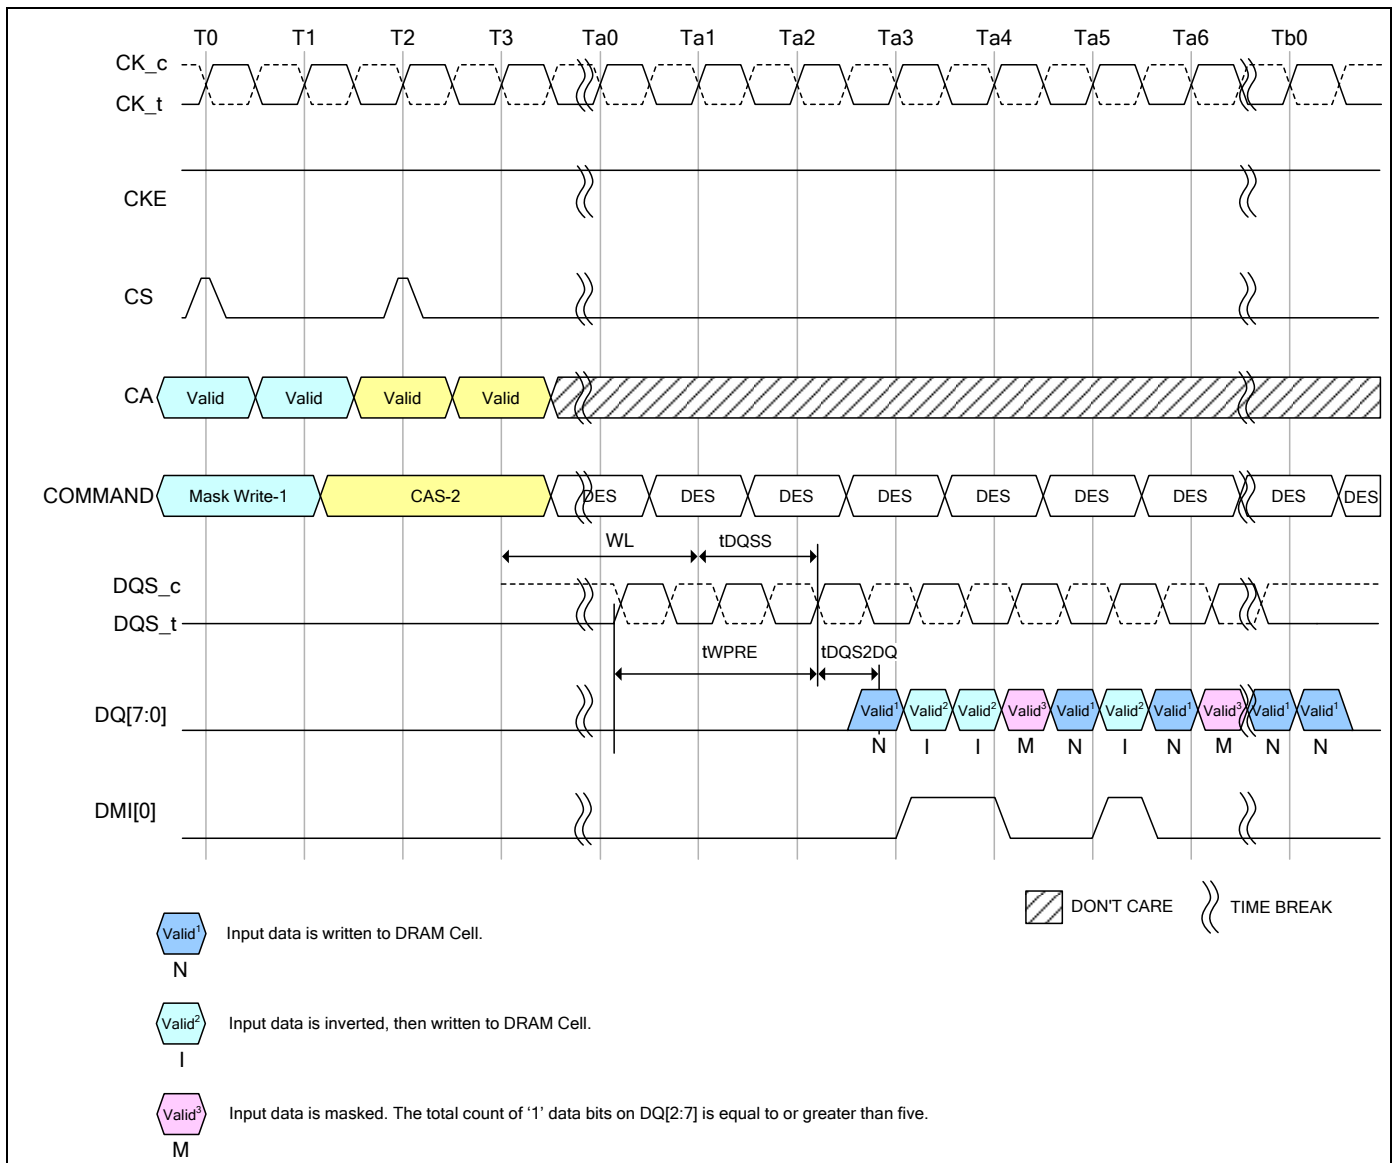 T0 T1 T2 T3 Ta0 Ta1 Ta2 Ta3 Ta4 Ta5 Ta6 Tb0
CK_c
CK_t
CKE
CS
CA Valid Valid Valid Valid
COMMAND Mask Write-1 CAS-2 DES DES DES DES DES DES DES DES DES
WL tDQSS
DQS_c
DQS_t
tWPRE tDQS2DQ
DQ[7:0] Valid¹ Valid² Valid² Valid³ Valid¹ Valid² Valid¹ Valid³ Valid¹ Valid¹
N I I M N I N M N N
DMI[0]
DON'T CARE TIME BREAK
Valid¹ Input data is written to DRAM Cell.
N
Valid² Input data is inverted, then written to DRAM Cell.
I
Valid³ Input data is masked. The total count of ‘1’ data bits on DQ[2:7] is equal to or greater than five.
M